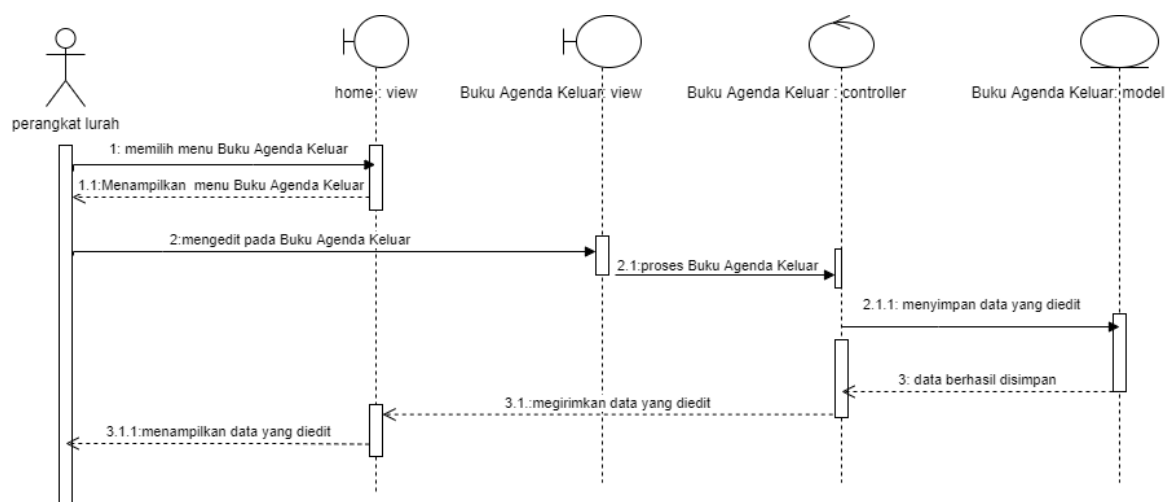 home : view
Buku Agenda Keluar: view
Buku Agenda Keluar : controller
Buku Agenda Keluar: model
perangkat lurah
1: memilih menu Buku Agenda Keluar
1.1:Menampilkan menu Buku Agenda Keluar
2:mengedit pada Buku Agenda Keluar
2.1:proses Buku Agenda Keluar
2.1.1: menyimpan data yang diedit
3: data berhasil disimpan
3.1.:megirimkan data yang diedit
3.1.1:menampilkan data yang diedit